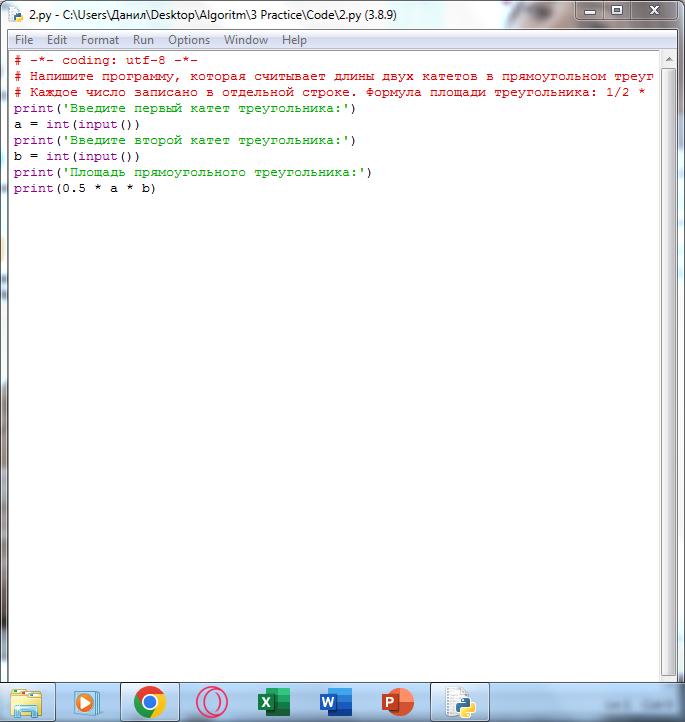 2.py - C:\Users\Данил\Desktop\Algoritm\3 Practice\Code\2.py (3.8.9)
File Edit Format Run Options Window Help
# -*- coding: utf-8 -*-
# Напишите программу, которая считывает длины двух катетов в прямоугольном треуг
# Каждое число записано в отдельной строке. Формула площади треугольника: 1/2 *
print('Введите первый катет треугольника:')
a = int(input())
print('Введите второй катет треугольника:')
b = int(input())
print('Площадь прямоугольного треугольника:')
print(0.5 * a * b)